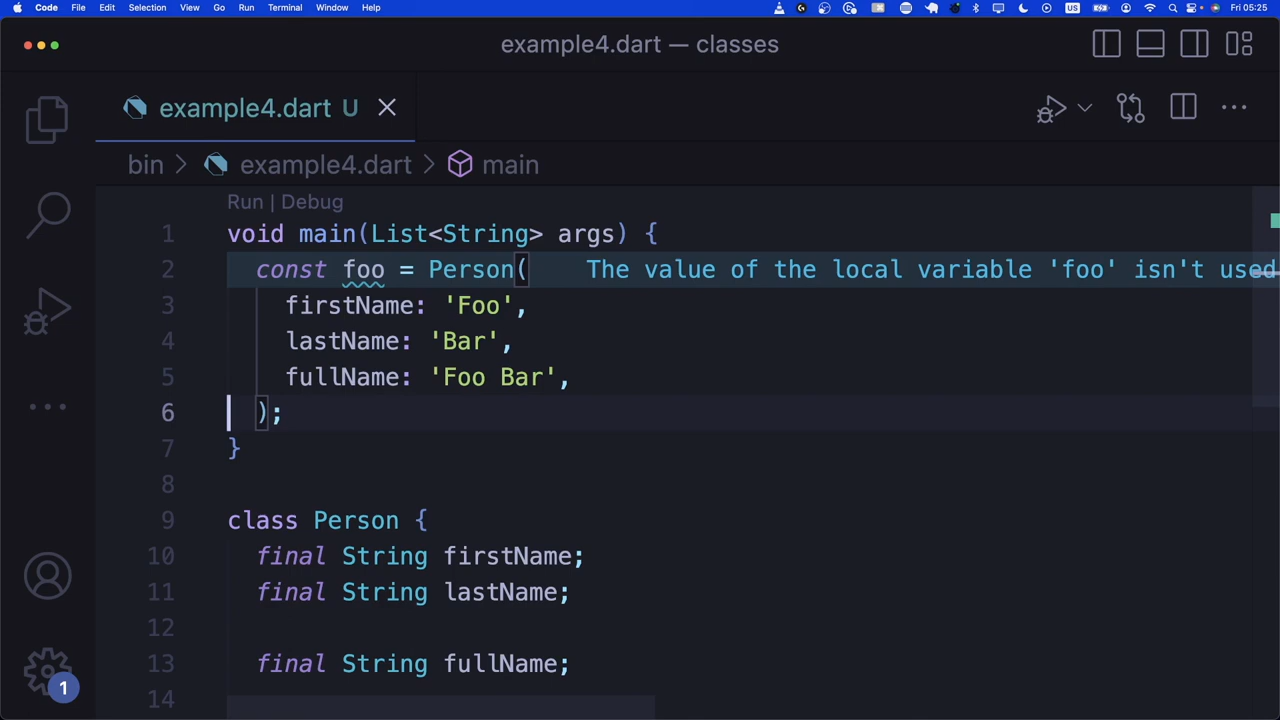 Code File Edit Selection View Go Run Terminal Window Help US Fri 05:25
example4.dart — classes
example4.dart U
bin example4.dart main
Run | Debug
1 void main(List<String> args) {
2 const foo = Person( The value of the local variable 'foo' isn't used
3 firstName: 'Foo',
4 lastName: 'Bar',
5 fullName: 'Foo Bar',
6 );
7 }
8
9 class Person {
10 final String firstName;
11 final String lastName;
12
13 final String fullName;
14
1